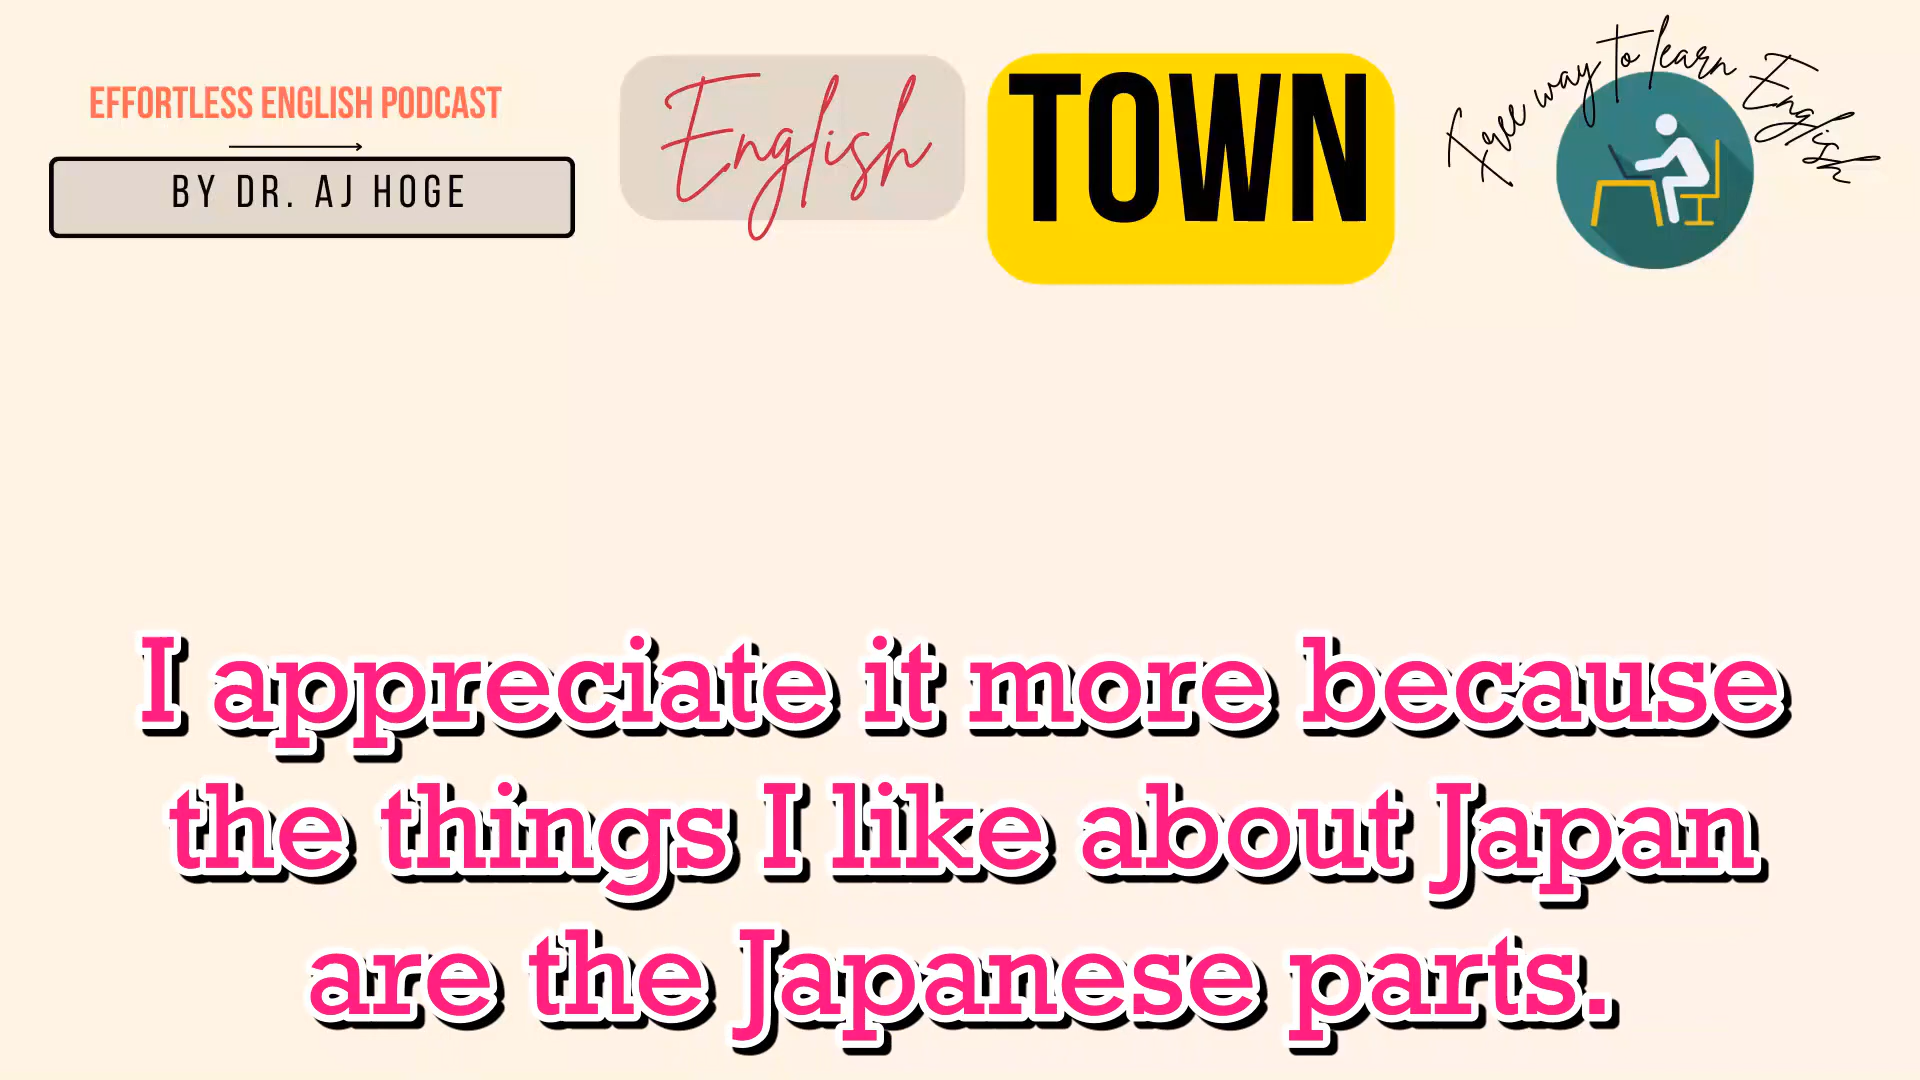 EFFORTLESS ENGLISH PODCAST
BY DR. AJ HOGE
English TOWN
Free way to learn English
I appreciate it more because
the things I like about Japan
are the Japanese parts.